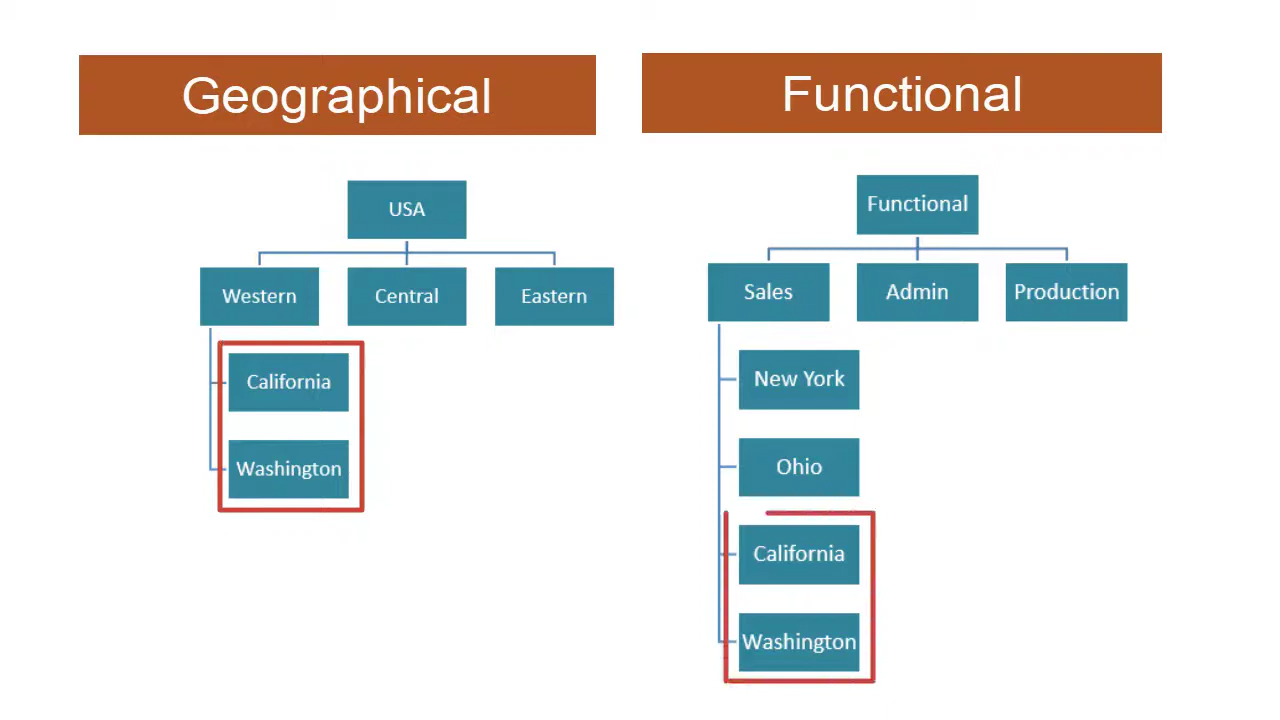 Geographical
USA
Western
Central
Eastern
California
Washington
Functional
Functional
Sales
Admin
Production
New York
Ohio
California
Washington